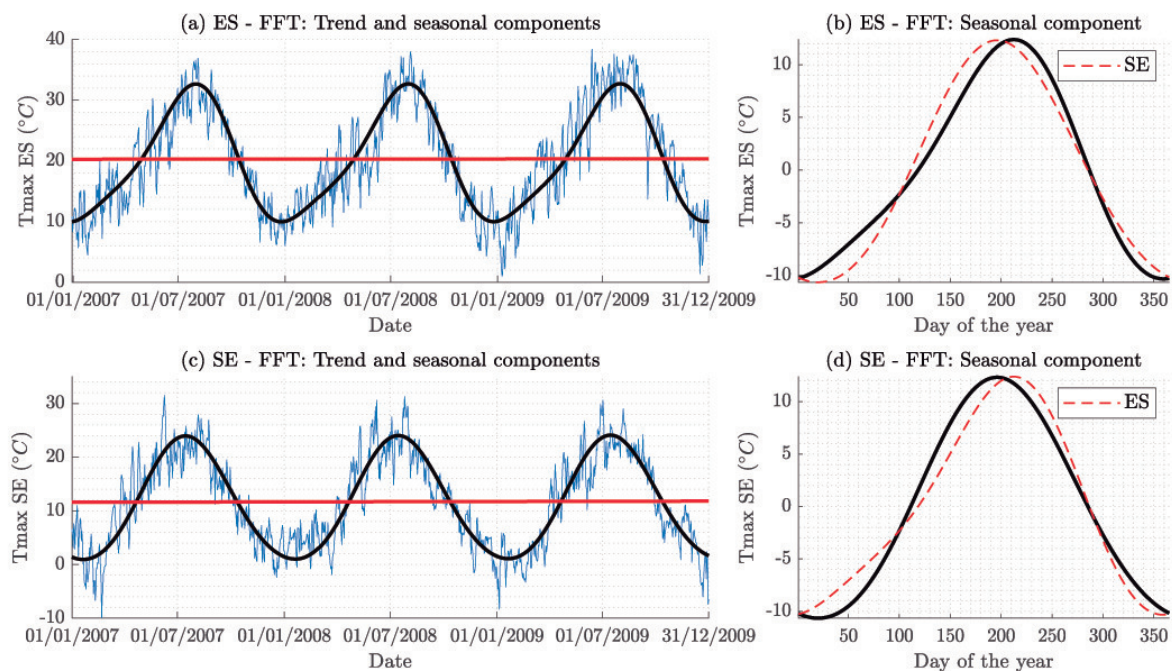 (a) ES - FFT: Trend and seasonal components
Tmax ES (°C)
40
30
20
10
0
01/01/2007 01/07/2007 01/01/2008 01/07/2008 01/01/2009 01/07/2009 31/12/2009
Date
(b) ES - FFT: Seasonal component
SE
Tmax ES (°C)
10
5
0
-5
-10
50 100 150 200 250 300 350
Day of the year
(c) SE - FFT: Trend and seasonal components
Tmax SE (°C)
30
20
10
0
-10
01/01/2007 01/07/2007 01/01/2008 01/07/2008 01/01/2009 01/07/2009 31/12/2009
Date
(d) SE - FFT: Seasonal component
ES
Tmax SE (°C)
10
5
0
-5
-10
50 100 150 200 250 300 350
Day of the year